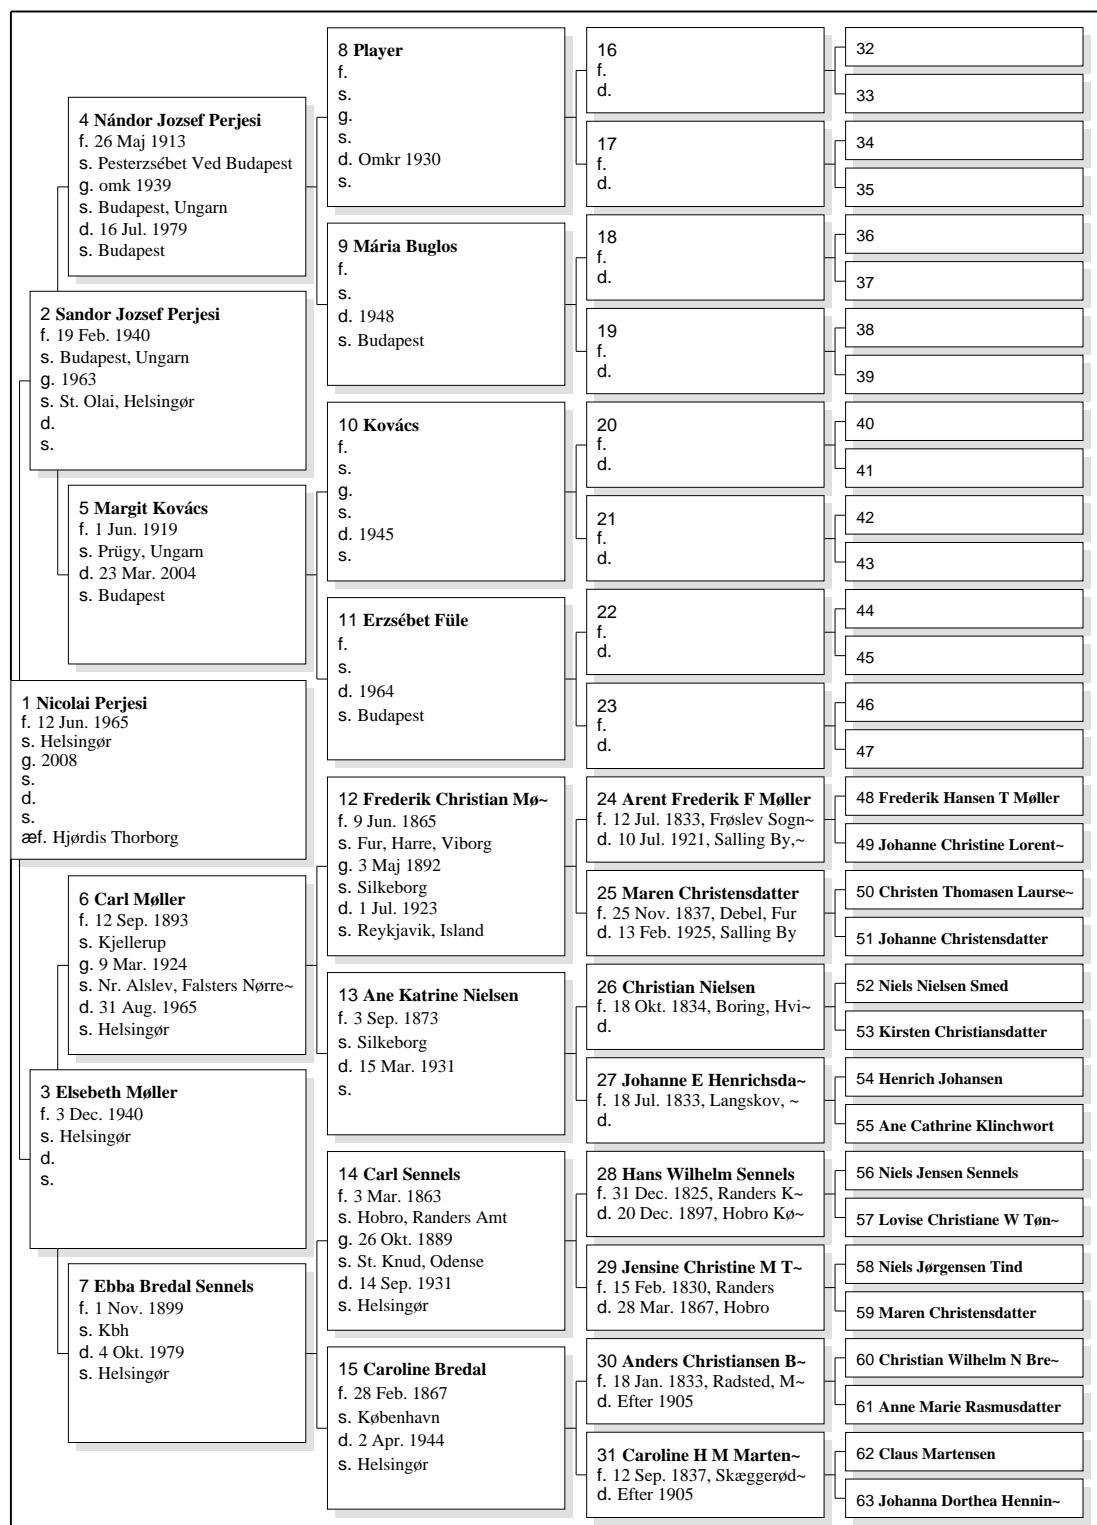 1 Nicolai Perjesi
f. 12 Jun. 1965
s. Helsingør
g. 2008
s.
d.
s.
æf. Hjørdis Thorborg
2 Sandor Jozsef Perjesi
f. 19 Feb. 1940
s. Budapest, Ungarn
g. 1963
s. St. Olai, Helsingør
d.
s.
3 Elsebeth Møller
f. 3 Dec. 1940
s. Helsingør
d.
s.
4 Nándor Jozsef Perjesi
f. 26 Maj 1913
s. Pesterzsébet Ved Budapest
g. omk 1939
s. Budapest, Ungarn
d. 16 Jul. 1979
s. Budapest
5 Margit Kovács
f. 1 Jun. 1919
s. Prügy, Ungarn
d. 23 Mar. 2004
s. Budapest
6 Carl Møller
f. 12 Sep. 1893
s. Kjellerup
g. 9 Mar. 1924
s. Nr. Alslev, Falsters Nørre~
d. 31 Aug. 1965
s. Helsingør
7 Ebba Bredal Sennels
f. 1 Nov. 1899
s. Kbh
d. 4 Okt. 1979
s. Helsingør
8 Player
f.
s.
g.
s.
d. Omkr 1930
s.
9 Mária Buglos
f.
s.
d. 1948
s. Budapest
10 Kovács
f.
s.
g.
s.
d. 1945
s.
11 Erzsébet Füle
f.
s.
d. 1964
s. Budapest
12 Frederik Christian Mø~
f. 9 Jun. 1865
s. Fur, Harre, Viborg
g. 3 Maj 1892
s. Silkeborg
d. 1 Jul. 1923
s. Reykjavik, Island
13 Ane Katrine Nielsen
f. 3 Sep. 1873
s. Silkeborg
d. 15 Mar. 1931
s.
14 Carl Sennels
f. 3 Mar. 1863
s. Hobro, Randers Amt
g. 26 Okt. 1889
s. St. Knud, Odense
d. 14 Sep. 1931
s. Helsingør
15 Caroline Bredal
f. 28 Feb. 1867
s. København
d. 2 Apr. 1944
s. Helsingør
16
f.
d.
17
f.
d.
18
f.
d.
19
f.
d.
20
f.
d.
21
f.
d.
22
f.
d.
23
f.
d.
24 Arent Frederik F Møller
f. 12 Jul. 1833, Frøslev Sogn~
d. 10 Jul. 1921, Salling By,~
25 Maren Christensdatter
f. 25 Nov. 1837, Debel, Fur
d. 13 Feb. 1925, Salling By
26 Christian Nielsen
f. 18 Okt. 1834, Boring, Hvi~
d.
27 Johanne E Henrichsda~
f. 18 Jul. 1833, Langskov, ~
d.
28 Hans Wilhelm Sennels
f. 31 Dec. 1825, Randers K~
d. 20 Dec. 1897, Hobro Kø~
29 Jensine Christine M T~
f. 15 Feb. 1830, Randers
d. 28 Mar. 1867, Hobro
30 Anders Christiansen B~
f. 18 Jan. 1833, Radsted, M~
d. Efter 1905
31 Caroline H M Marten~
f. 12 Sep. 1837, Skæggerød~
d. Efter 1905
32
33
34
35
36
37
38
39
40
41
42
43
44
45
46
47
48 Frederik Hansen T Møller
49 Johanne Christine Lorent~
50 Christen Thomasen Laurse~
51 Johanne Christensdatter
52 Niels Nielsen Smed
53 Kirsten Christiansdatter
54 Henrich Johansen
55 Ane Cathrine Klinchwort
56 Niels Jensen Sennels
57 Lovise Christiane W Tøn~
58 Niels Jørgensen Tind
59 Maren Christensdatter
60 Christian Wilhelm N Bre~
61 Anne Marie Rasmusdatter
62 Claus Martensen
63 Johanna Dorthea Hennin~